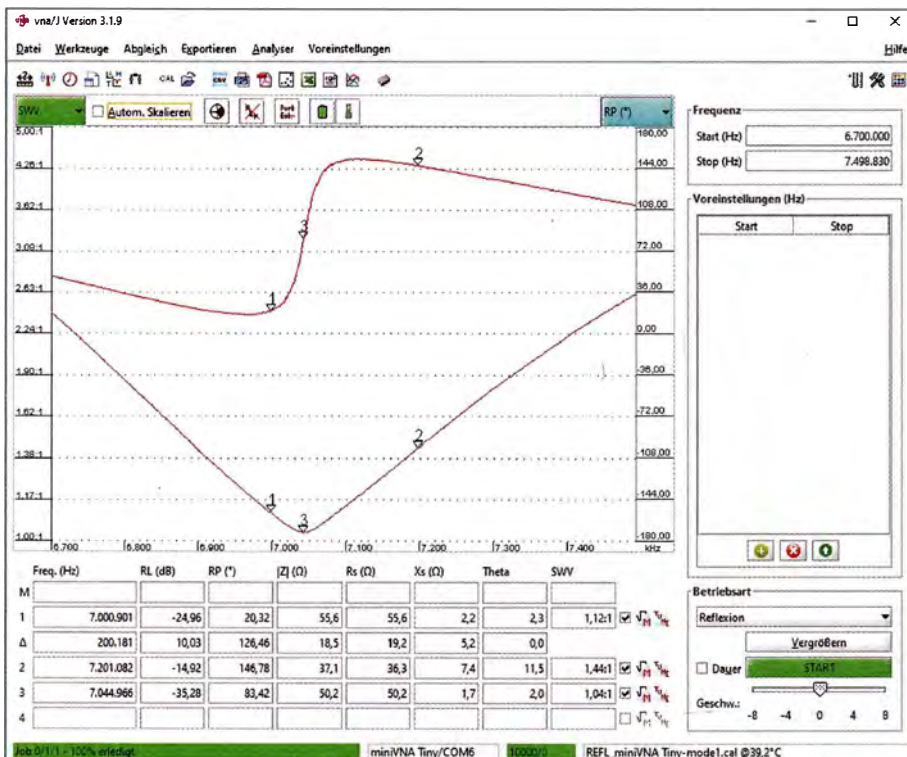 vna/J Version 3.1.9
Datei Werkzeuge Abgleich Exportieren Analyser Voreinstellungen Hilfe
CAL CSV
SWV Autom. Skalieren RP (°)
5,00:1 180,00
4,26:1 144,00
3,62:1 108,00
3,09:1 72,00
2,63:1 36,00
2,24:1 0,00
1,90:1 -36,00
1,62:1 -72,00
1,38:1 -108,00
1,17:1 -144,00
1,00:1 -180,00
1 2 3
1 2 3
6.700 6.800 6.900 7.000 7.100 7.200 7.300 7.400 kHz
Frequenz
Start (Hz) 6.700.000
Stop (Hz) 7.498.830
Voreinstellungen (Hz)
Start Stop
Freq. (Hz) RL (dB) RP (°) |Z| (Ω) Rs (Ω) Xs (Ω) Theta SWV
M
1 7.000.901 -24,96 20,32 55,6 55,6 2,2 2,3 1,12:1
Δ 200.181 10,03 126,46 18,5 19,2 5,2 0,0
2 7.201.082 -14,92 146,78 37,1 36,3 7,4 11,5 1,44:1
3 7.044.966 -35,28 83,42 50,2 50,2 1,7 2,0 1,04:1
4
Betriebsart
Reflexion
Vergrößern
Dauer START
Geschw.:
-8 -4 0 4 8
Job 0/1/1 - 100% erledigt miniVNA Tiny/COM6 10000/0 REFL_miniVNA Tiny-mode1.cal @39,2°C